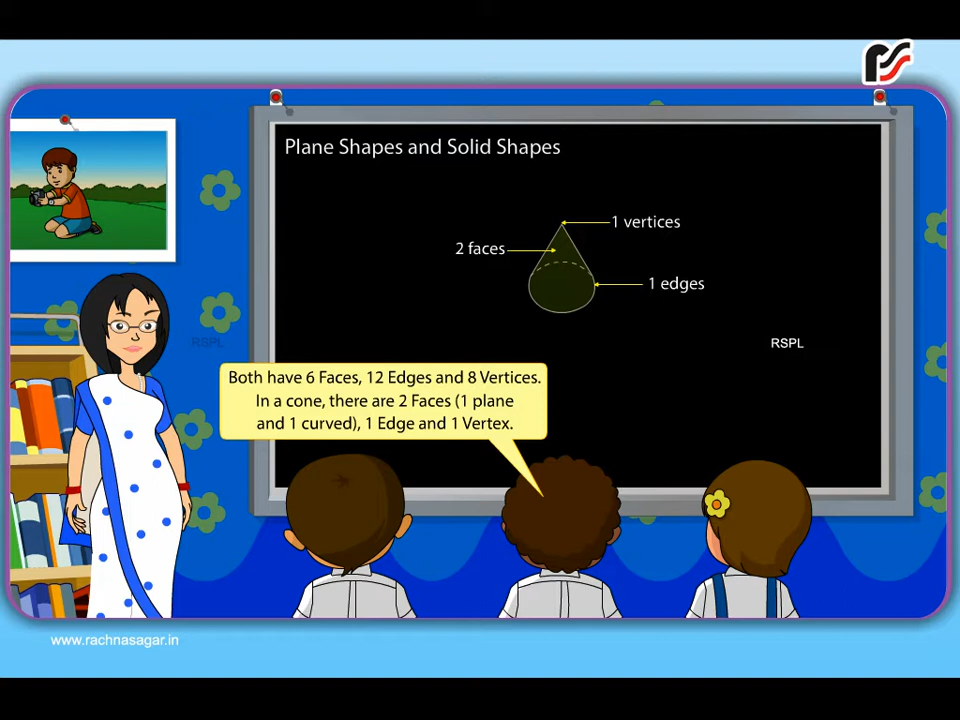 Plane Shapes and Solid Shapes
1 vertices
2 faces
1 edges
RSPL
RSPL
Both have 6 Faces, 12 Edges and 8 Vertices.
In a cone, there are 2 Faces (1 plane
and 1 curved), 1 Edge and 1 Vertex.
www.rachnasagar.in